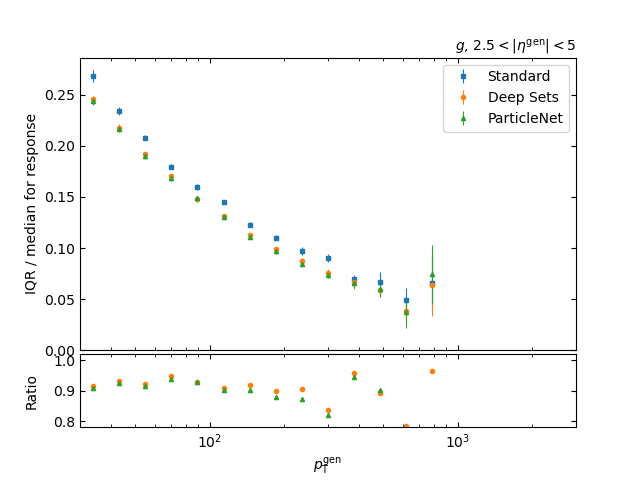 g, 2.5 < |η^gen| < 5
Standard
Deep Sets
ParticleNet
IQR / median for response
0.25
0.20
0.15
0.10
0.05
0.00
Ratio
1.0
0.9
0.8
10^2
10^3
p_T^gen